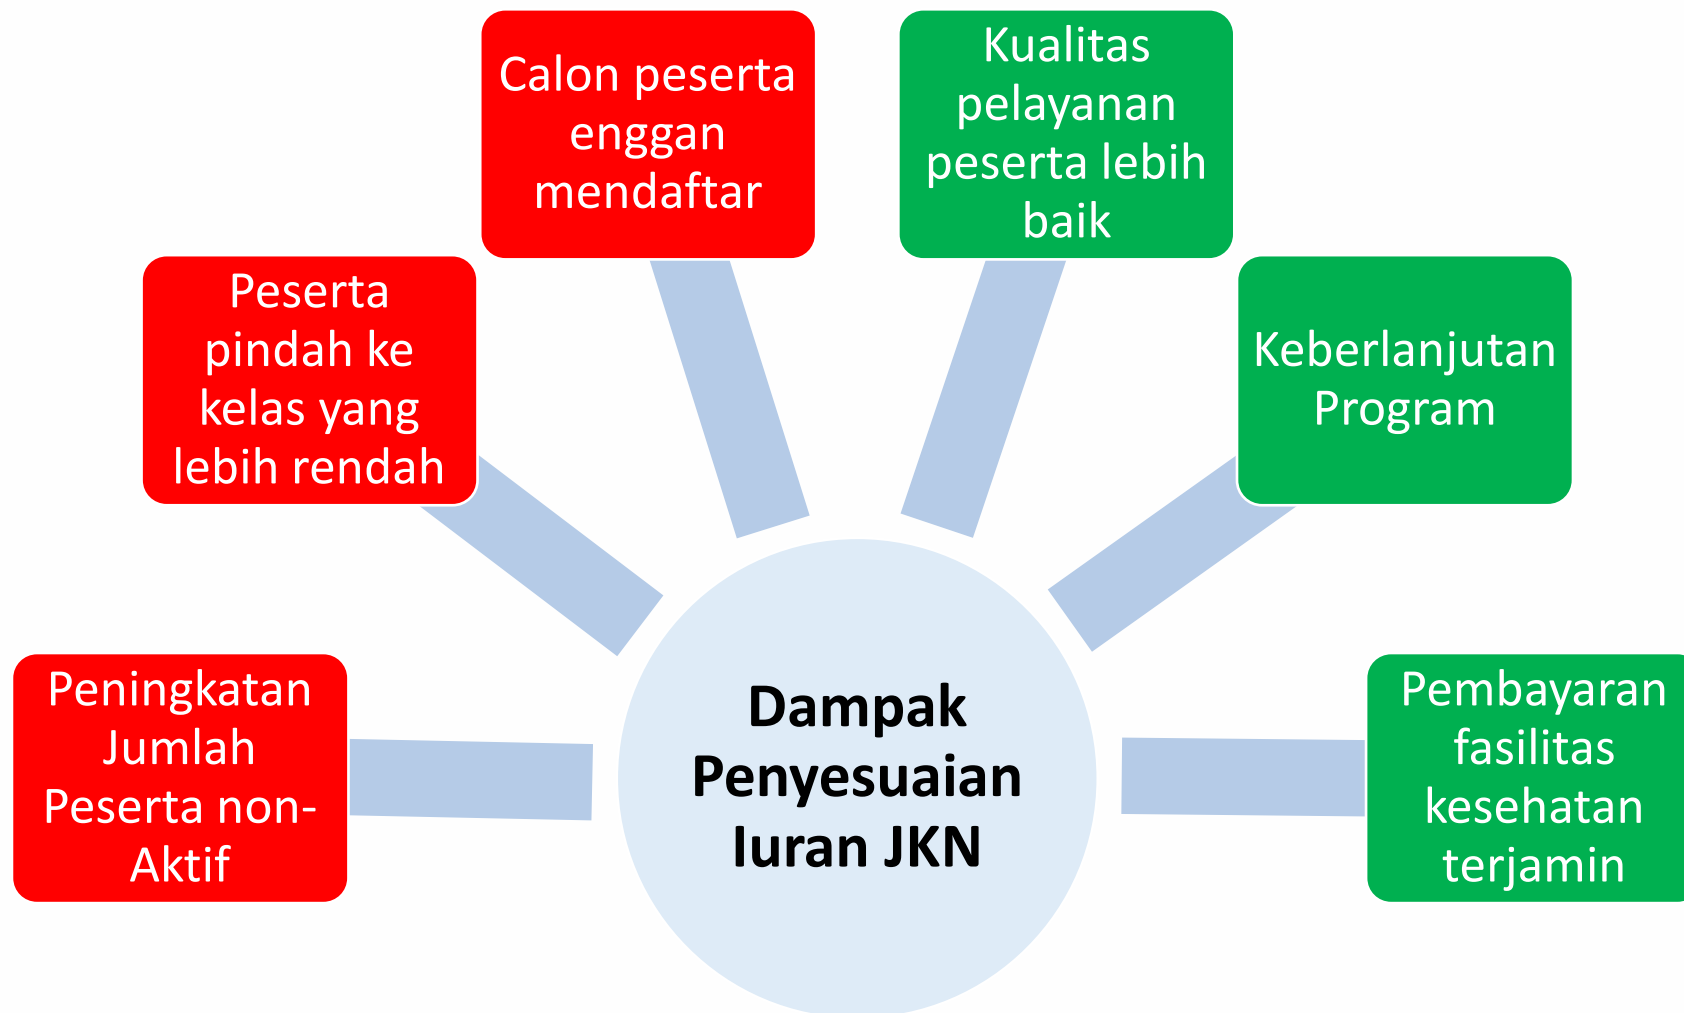 Calon peserta
enggan
mendaftar
Kualitas
pelayanan
peserta lebih
baik
Peserta
pindah ke
kelas yang
lebih rendah
Keberlanjutan
Program
Peningkatan
Jumlah
Peserta non-
Aktif
Dampak
Penyesuaian
Iuran JKN
Pembayaran
fasilitas
kesehatan
terjamin